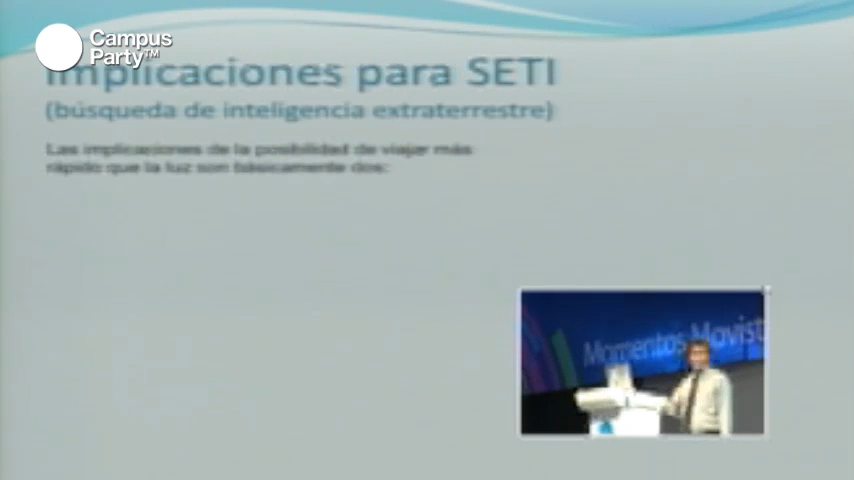 Campus
Party™
Implicaciones para SETI
(búsqueda de inteligencia extraterrestre)
Las implicaciones de la posibilidad de viajar más
rápido que la luz son básicamente dos:
Momentos Movist